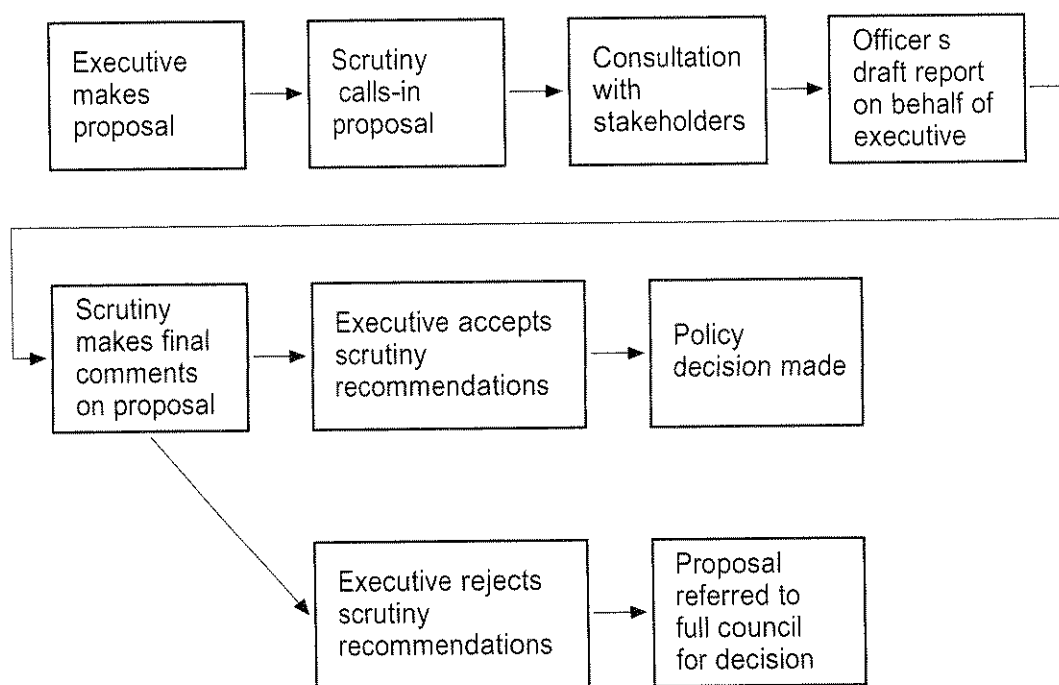 Executive
makes
proposal
Scrutiny
calls-in
proposal
Consultation
with
stakeholders
Officer s
draft report
on behalf of
executive
Scrutiny
makes final
comments
on proposal
Executive accepts
scrutiny
recommendations
Policy
decision made
Executive rejects
scrutiny
recommendations
Proposal
referred to
full council
for decision